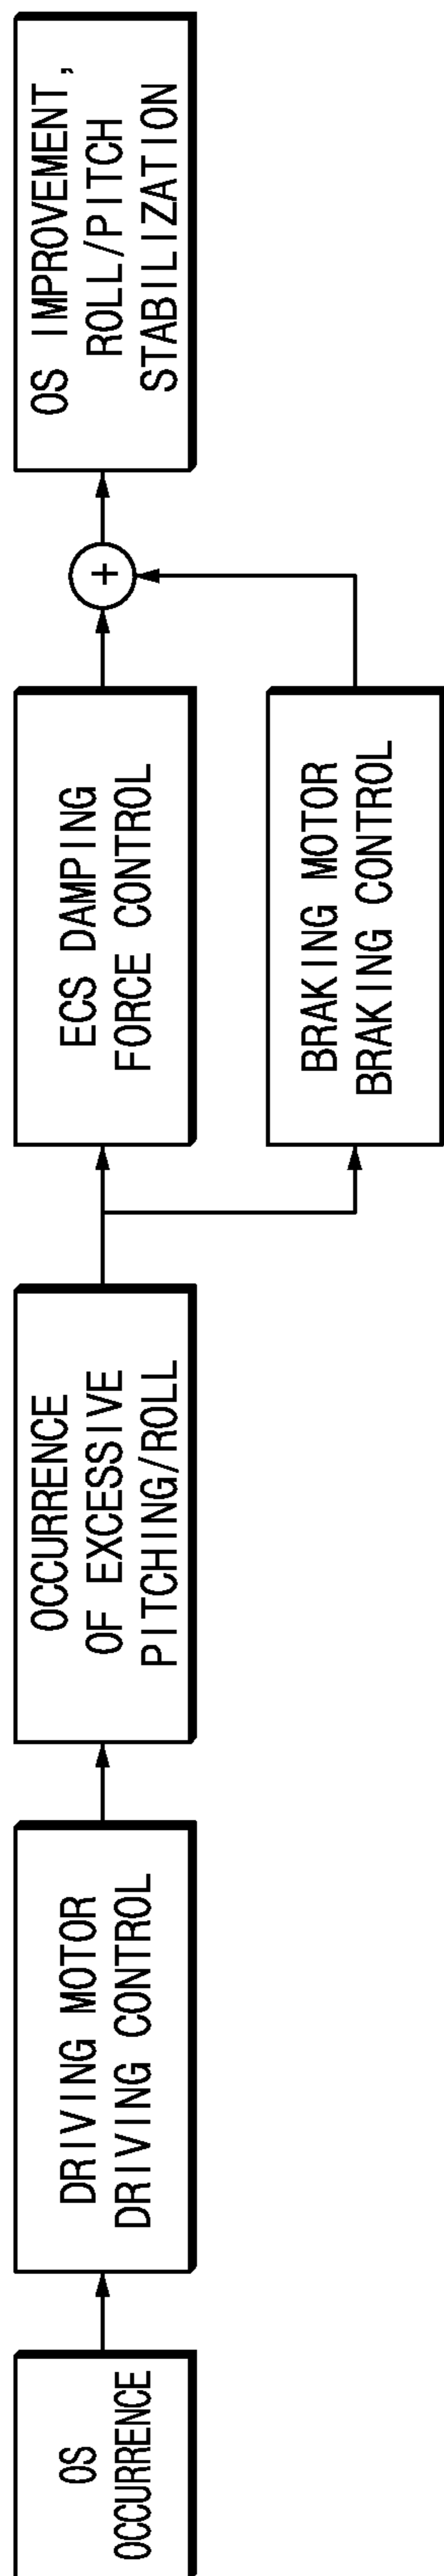 OS
OCCURRENCE
DRIVING MOTOR
DRIVING CONTROL
OCCURRENCE
OF EXCESSIVE
PITCHING/ROLL
ECS DAMPING
FORCE CONTROL
BRAKING MOTOR
BRAKING CONTROL
+
OS IMPROVEMENT,
ROLL/PITCH
STABILIZATION